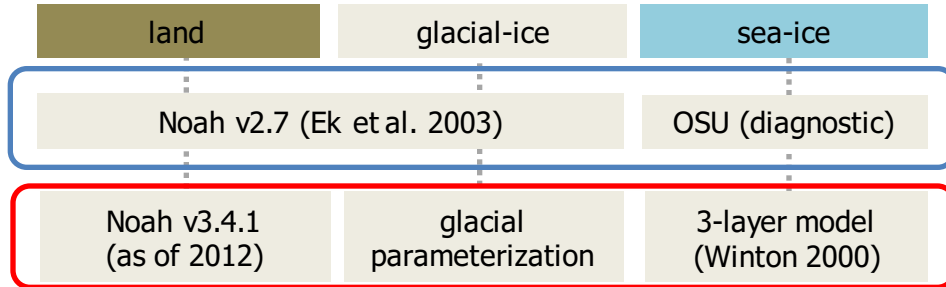 land
glacial-ice
sea-ice
Noah v2.7 (Ek et al. 2003)
OSU (diagnostic)
Noah v3.4.1
(as of 2012)
glacial
parameterization
3-layer model
(Winton 2000)